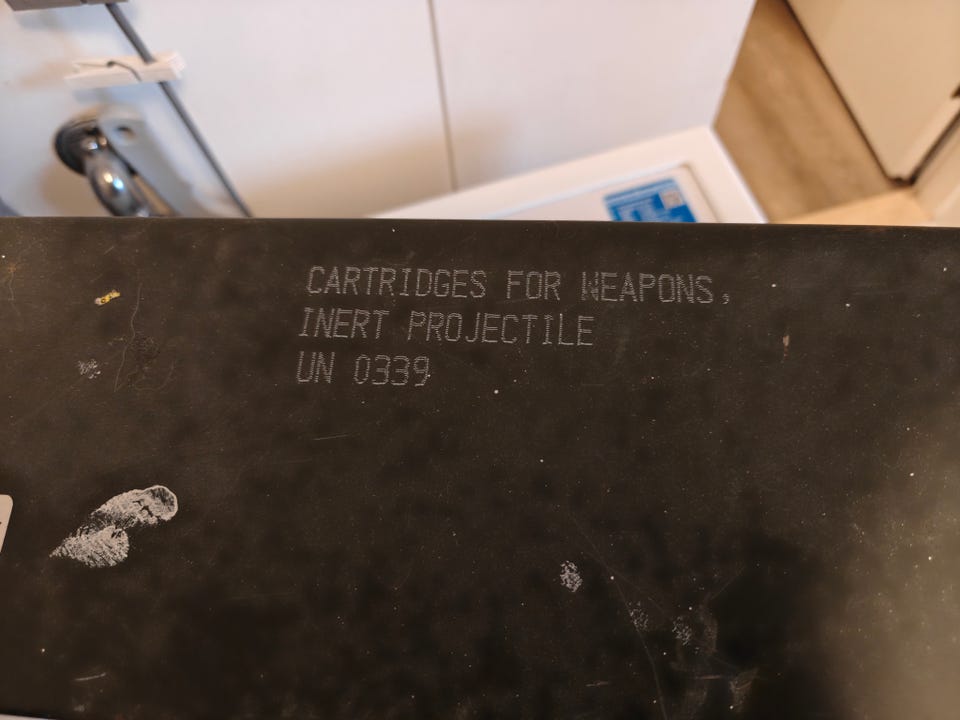 CARTRIDGES FOR WEAPONS,
INERT PROJECTILE
UN 0339